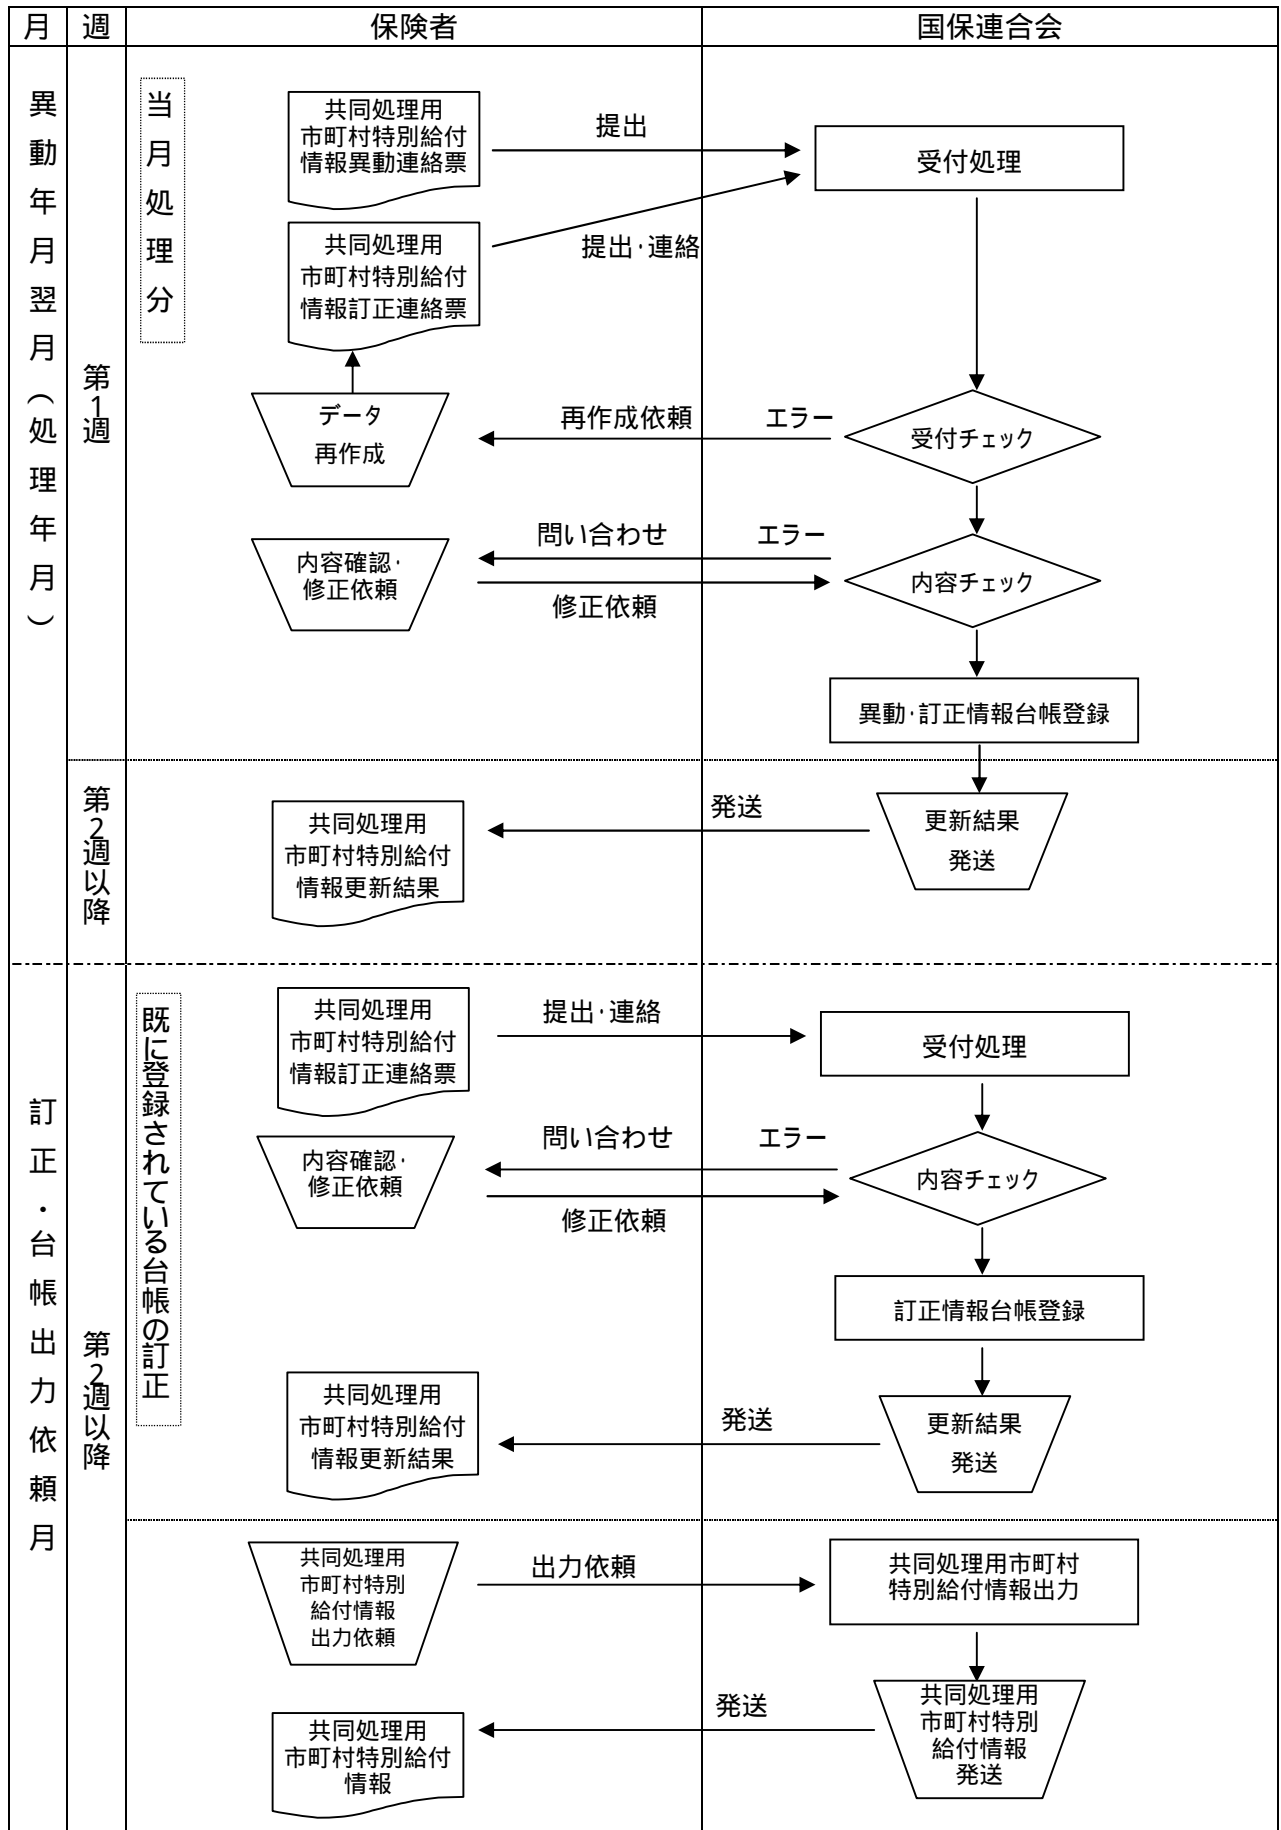 月
週
保険者
国保連合会
異動年月翌月（処理年月）
第1週
当月処理分
共同処理用
市町村特別給付
情報異動連絡票
提出
受付処理
共同処理用
市町村特別給付
情報訂正連絡票
提出・連絡
データ
再作成
再作成依頼
エラー
受付チェック
内容確認・
修正依頼
問い合わせ
エラー
修正依頼
内容チェック
異動・訂正情報台帳登録
第2週以降
共同処理用
市町村特別給付
情報更新結果
発送
更新結果
発送
訂正・台帳出力依頼月
第2週以降
既に登録されている台帳の訂正
共同処理用
市町村特別給付
情報訂正連絡票
提出・連絡
受付処理
内容確認・
修正依頼
問い合わせ
エラー
修正依頼
内容チェック
訂正情報台帳登録
共同処理用
市町村特別給付
情報更新結果
発送
更新結果
発送
共同処理用
市町村特別
給付情報
出力依頼
出力依頼
共同処理用市町村
特別給付情報出力
共同処理用
市町村特別給付
情報
発送
共同処理用
市町村特別
給付情報
発送